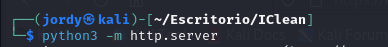 ┌──(jordy㉿kali)-[~/Escritorio/IClean]
└─$ python3 -m http.server